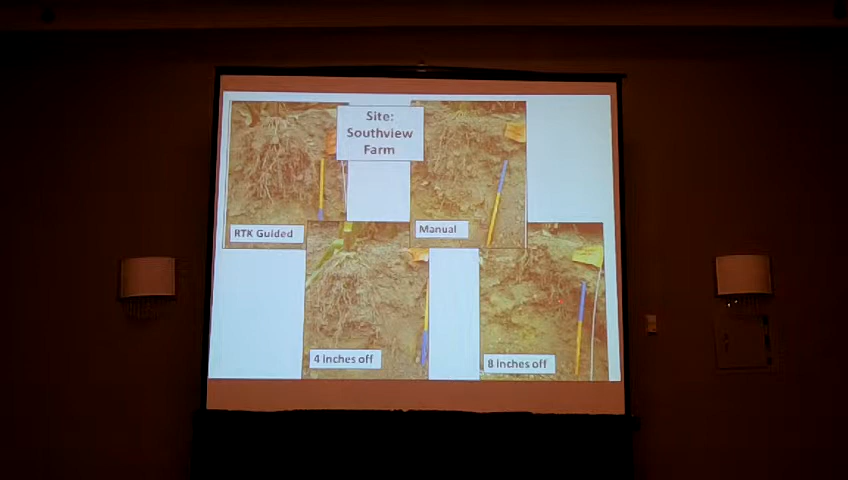 Site:
Southview
Farm
RTK Guided
Manual
4 inches off
8 inches off